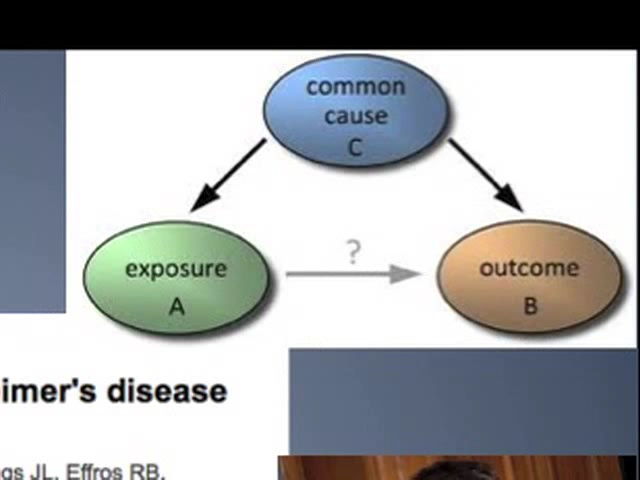 common
cause
C
?
exposure
A
outcome
B
imer's disease
gs JL, Effros RB.